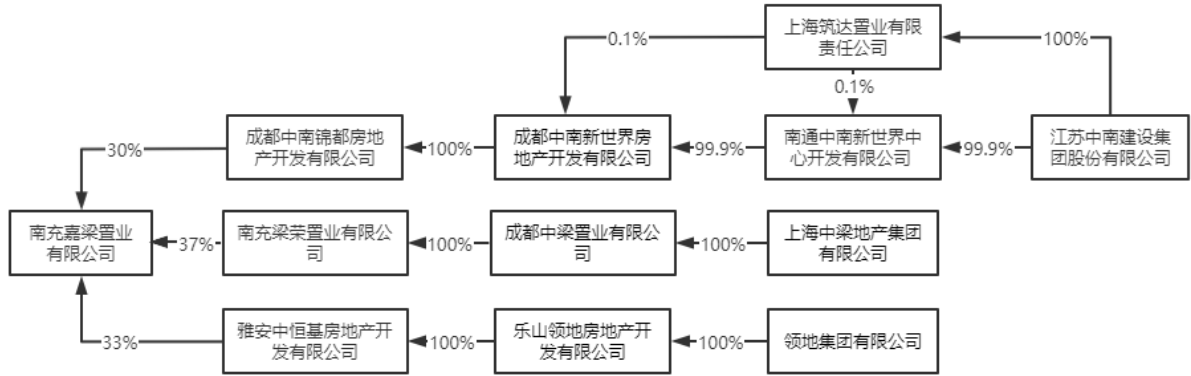 上海筑达置业有限
责任公司
0.1%
100%
0.1%
成都中南锦都房地
产开发有限公司
成都中南新世界房
地产开发有限公司
南通中南新世界中
心开发有限公司
江苏中南建设集
团股份有限公司
30%
100%
99.9%
99.9%
南充嘉梁置业
有限公司
37%
南充梁荣置业有限公
司
100%
成都中梁置业有限公
司
100%
上海中梁地产集团
有限公司
33%
雅安中恒基房地产开
发有限公司
100%
乐山领地房地产开
发有限公司
100%
领地集团有限公司